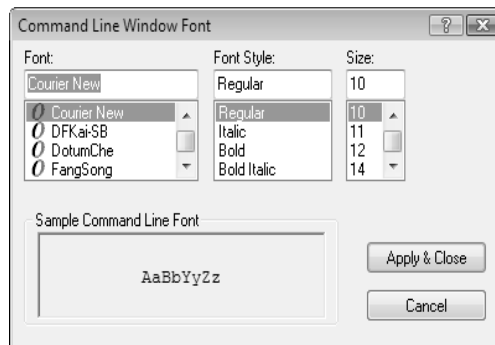 Command Line Window Font
Font:
Font Style:
Size:
Courier New
Regular
10
Courier New
DFKai-SB
DotumChe
FangSong
Regular
Italic
Bold
Bold Italic
10
11
12
14
Sample Command Line Font
AaBbYyZz
Apply & Close
Cancel